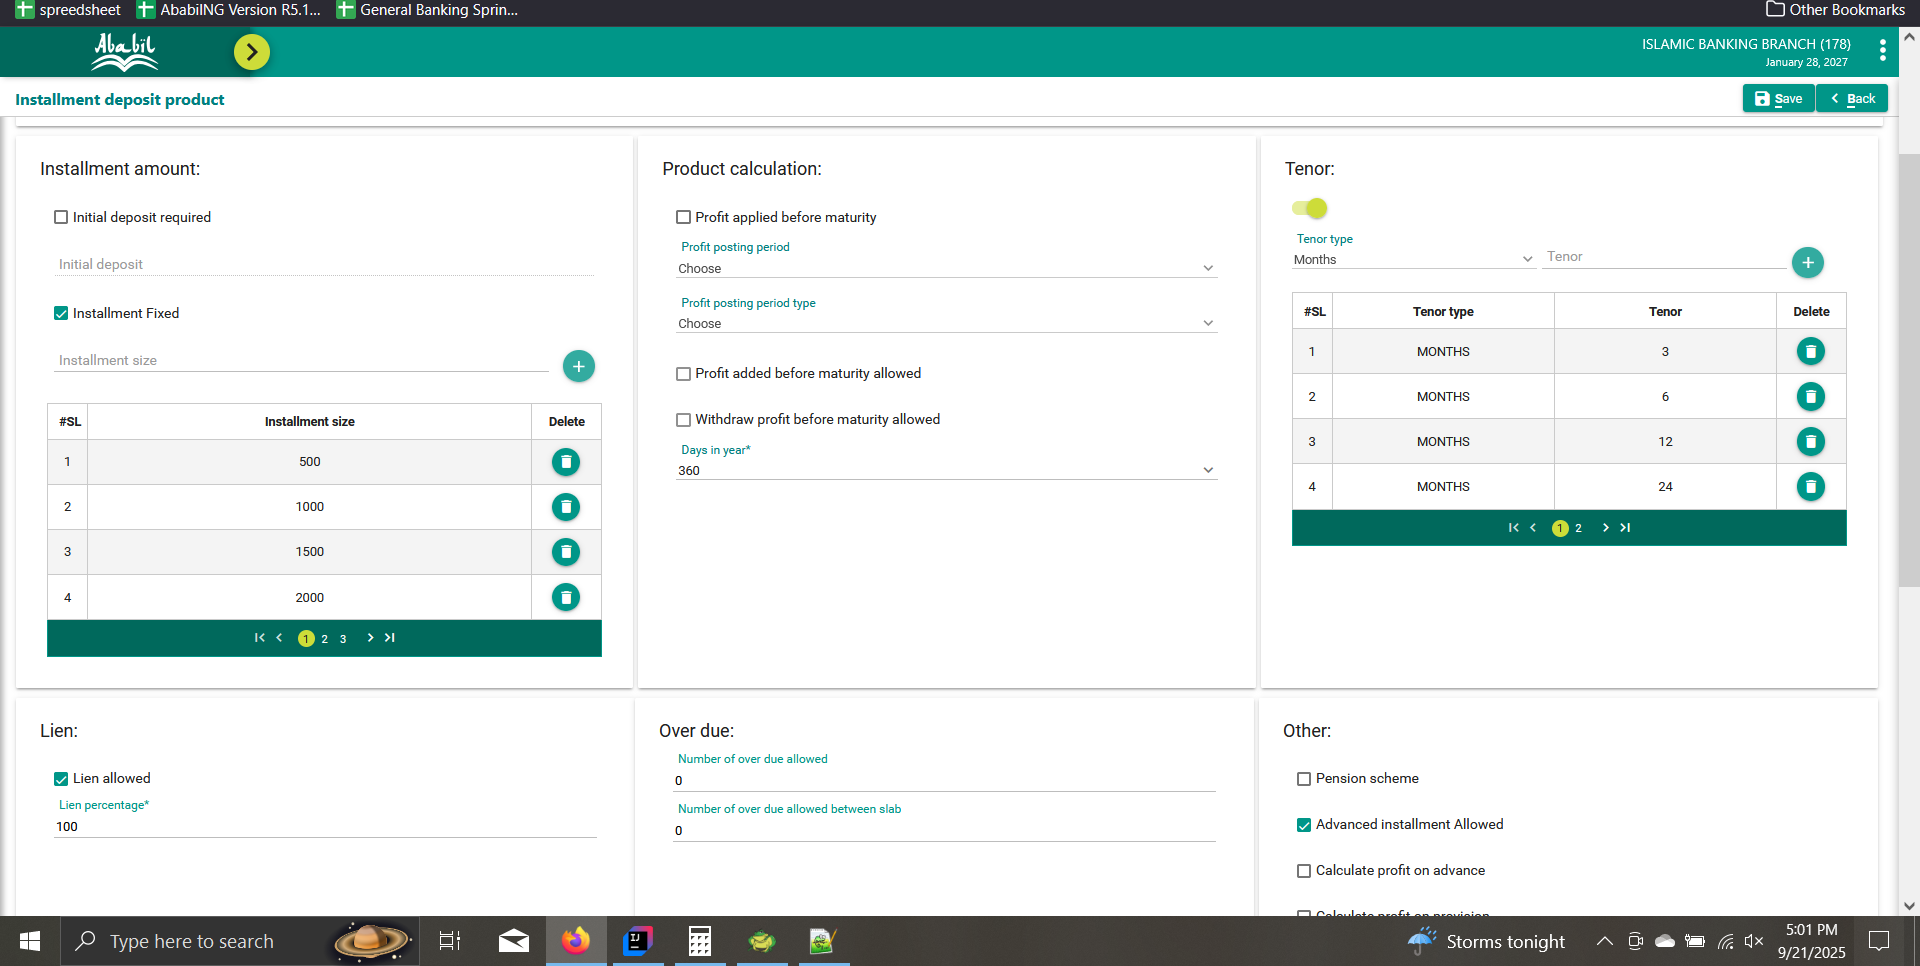 spreedsheet
AbabilNG Version R5.1...
General Banking Sprin...
Other Bookmarks
Ababil
ISLAMIC BANKING BRANCH (178)
January 28, 2027
Installment deposit product
Save
Back
Installment amount:
Initial deposit required
Initial deposit
Installment Fixed
Installment size
#SL Installment size Delete
1 500
2 1000
3 1500
4 2000
1 2 3
Product calculation:
Profit applied before maturity
Profit posting period
Choose
Profit posting period type
Choose
Profit added before maturity allowed
Withdraw profit before maturity allowed
Days in year*
360
Tenor:
Tenor type
Months
Tenor
#SL Tenor type Tenor Delete
1 MONTHS 3
2 MONTHS 6
3 MONTHS 12
4 MONTHS 24
1 2
Lien:
Lien allowed
Lien percentage*
100
Over due:
Number of over due allowed
0
Number of over due allowed between slab
0
Other:
Pension scheme
Advanced installment Allowed
Calculate profit on advance
Calculate profit on provision
Type here to search
IJ
Storms tonight
5:01 PM
9/21/2025